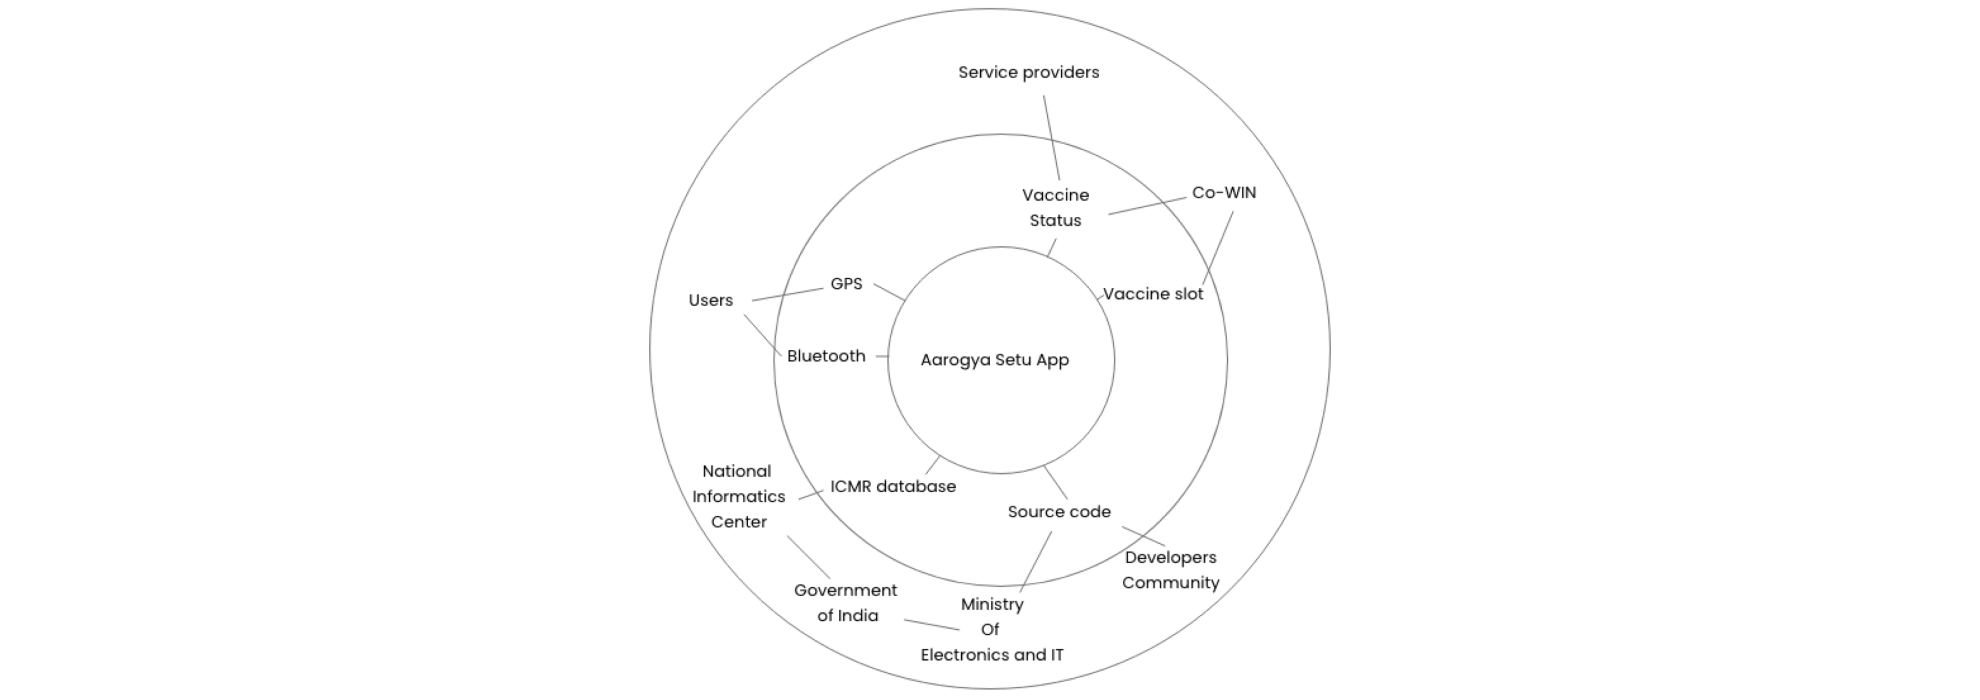 Service providers
Vaccine
Status
Co-WIN
GPS
Users
Vaccine slot
Bluetooth
Aarogya Setu App
National
Informatics
Center
ICMR database
Source code
Developers
Community
Government
of India
Ministry
Of
Electronics and IT